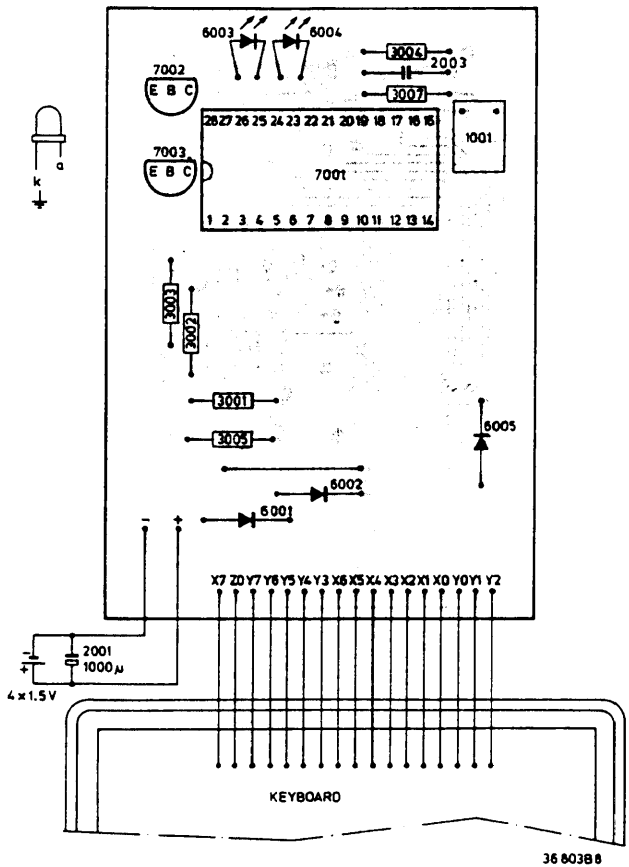 6003 6004
3004
7002 2003
E B C 3007
28 27 26 25 24 23 22 21 20 19 18 17 16 15
7003 1001
E B C 7001
k a
1 2 3 4 5 6 7 8 9 10 11 12 13 14
3003
3002
3001
6005
3005
6002
6001
- +
X7 Z0 Y7 Y6 Y5 Y4 Y3 X6 X5 X4 X3 X2 X1 X0 Y0 Y1 Y2
- 2001
+ 1000 µ
4 x 1.5 V
KEYBOARD
36 803B8